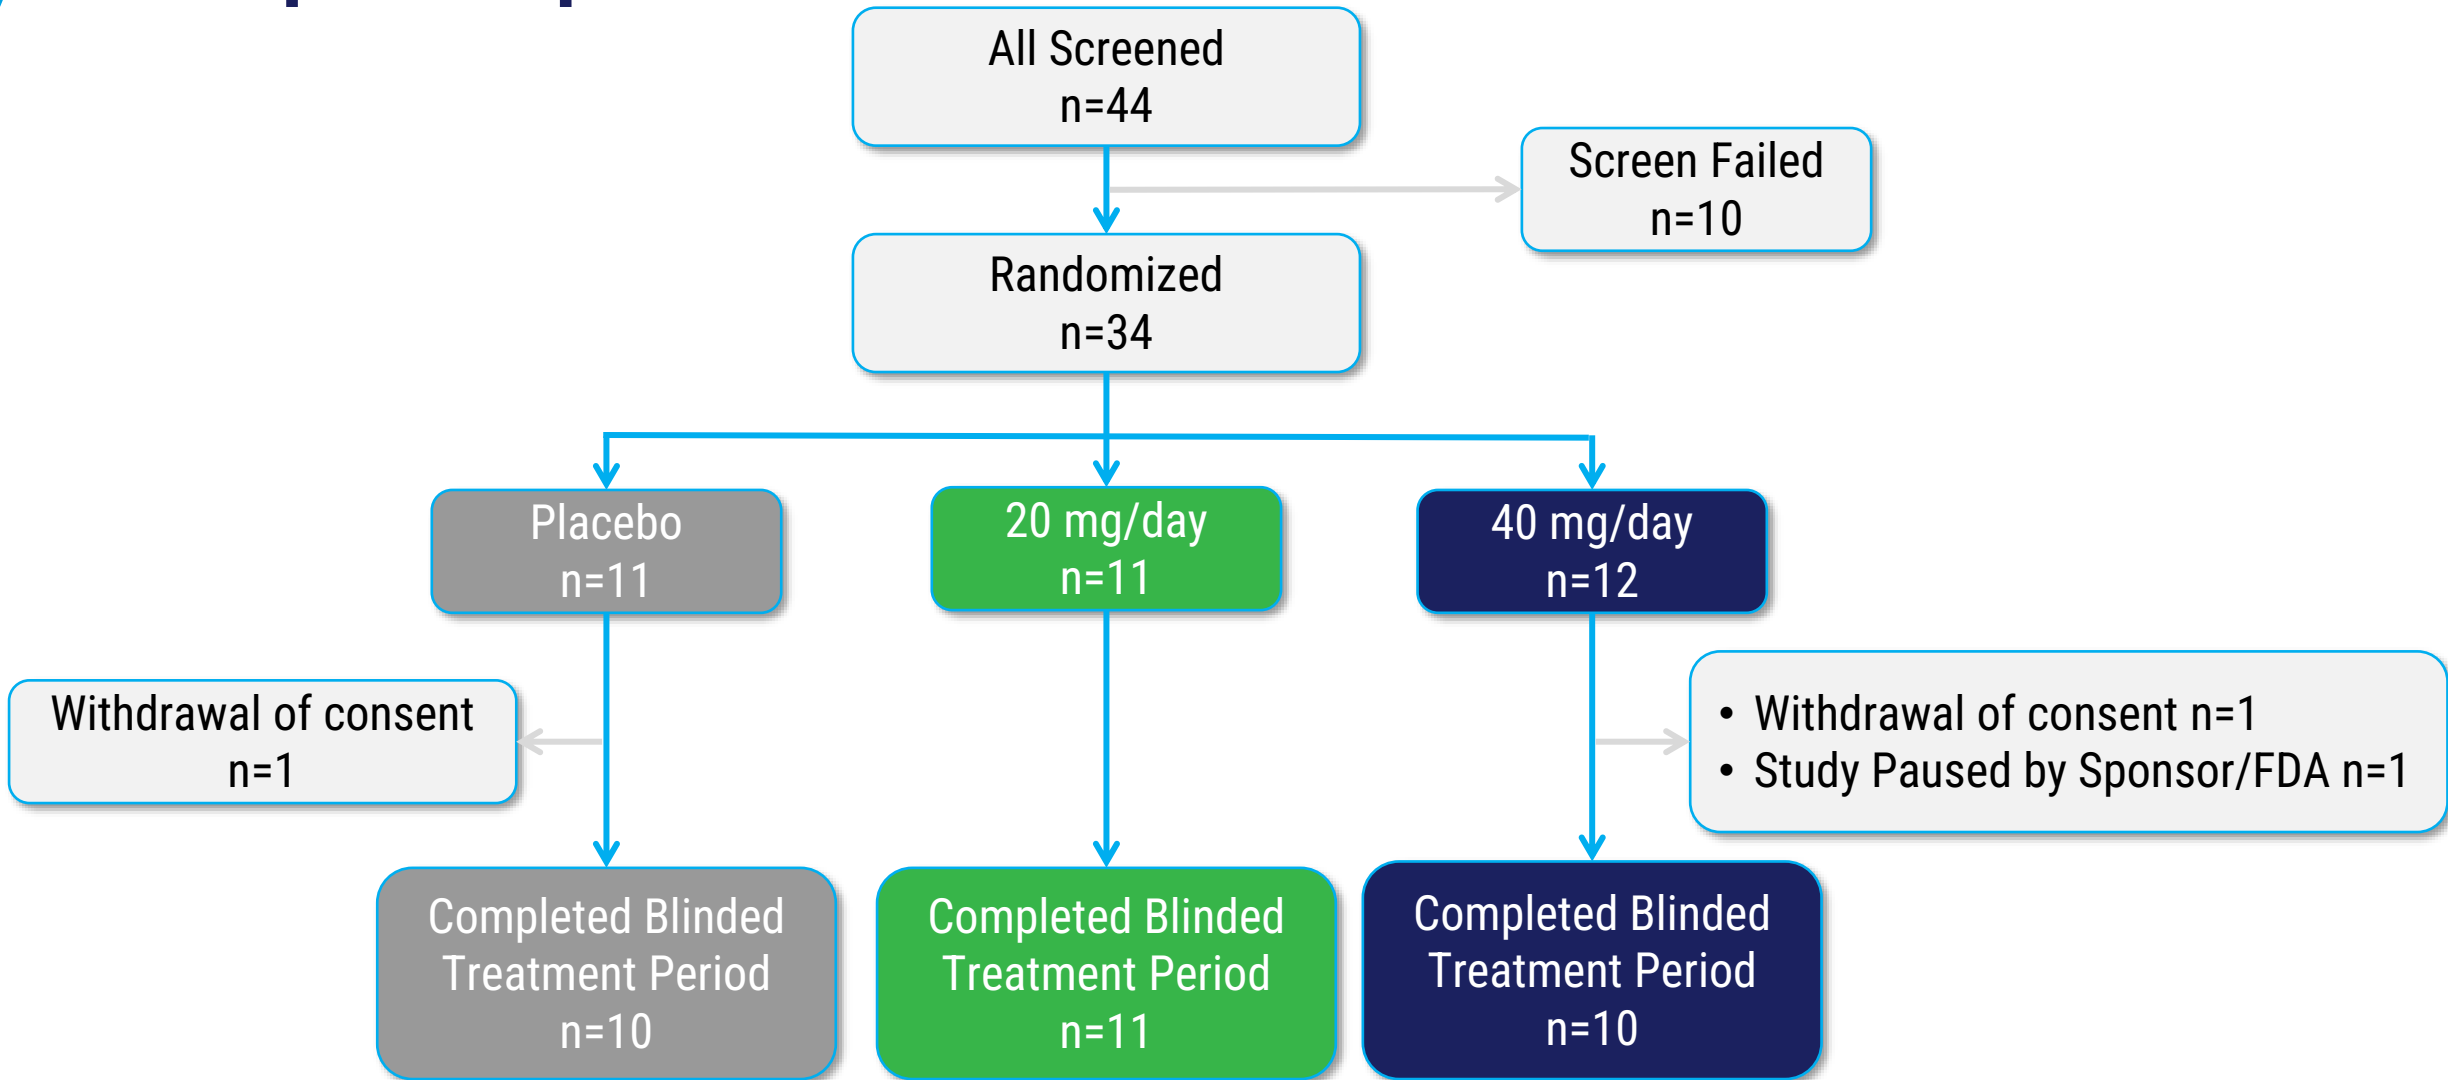 All Screened
n=44
Screen Failed
n=10
Randomized
n=34
Placebo
n=11
20 mg/day
n=11
40 mg/day
n=12
Withdrawal of consent
n=1
• Withdrawal of consent n=1
• Study Paused by Sponsor/FDA n=1
Completed Blinded
Treatment Period
n=10
Completed Blinded
Treatment Period
n=11
Completed Blinded
Treatment Period
n=10